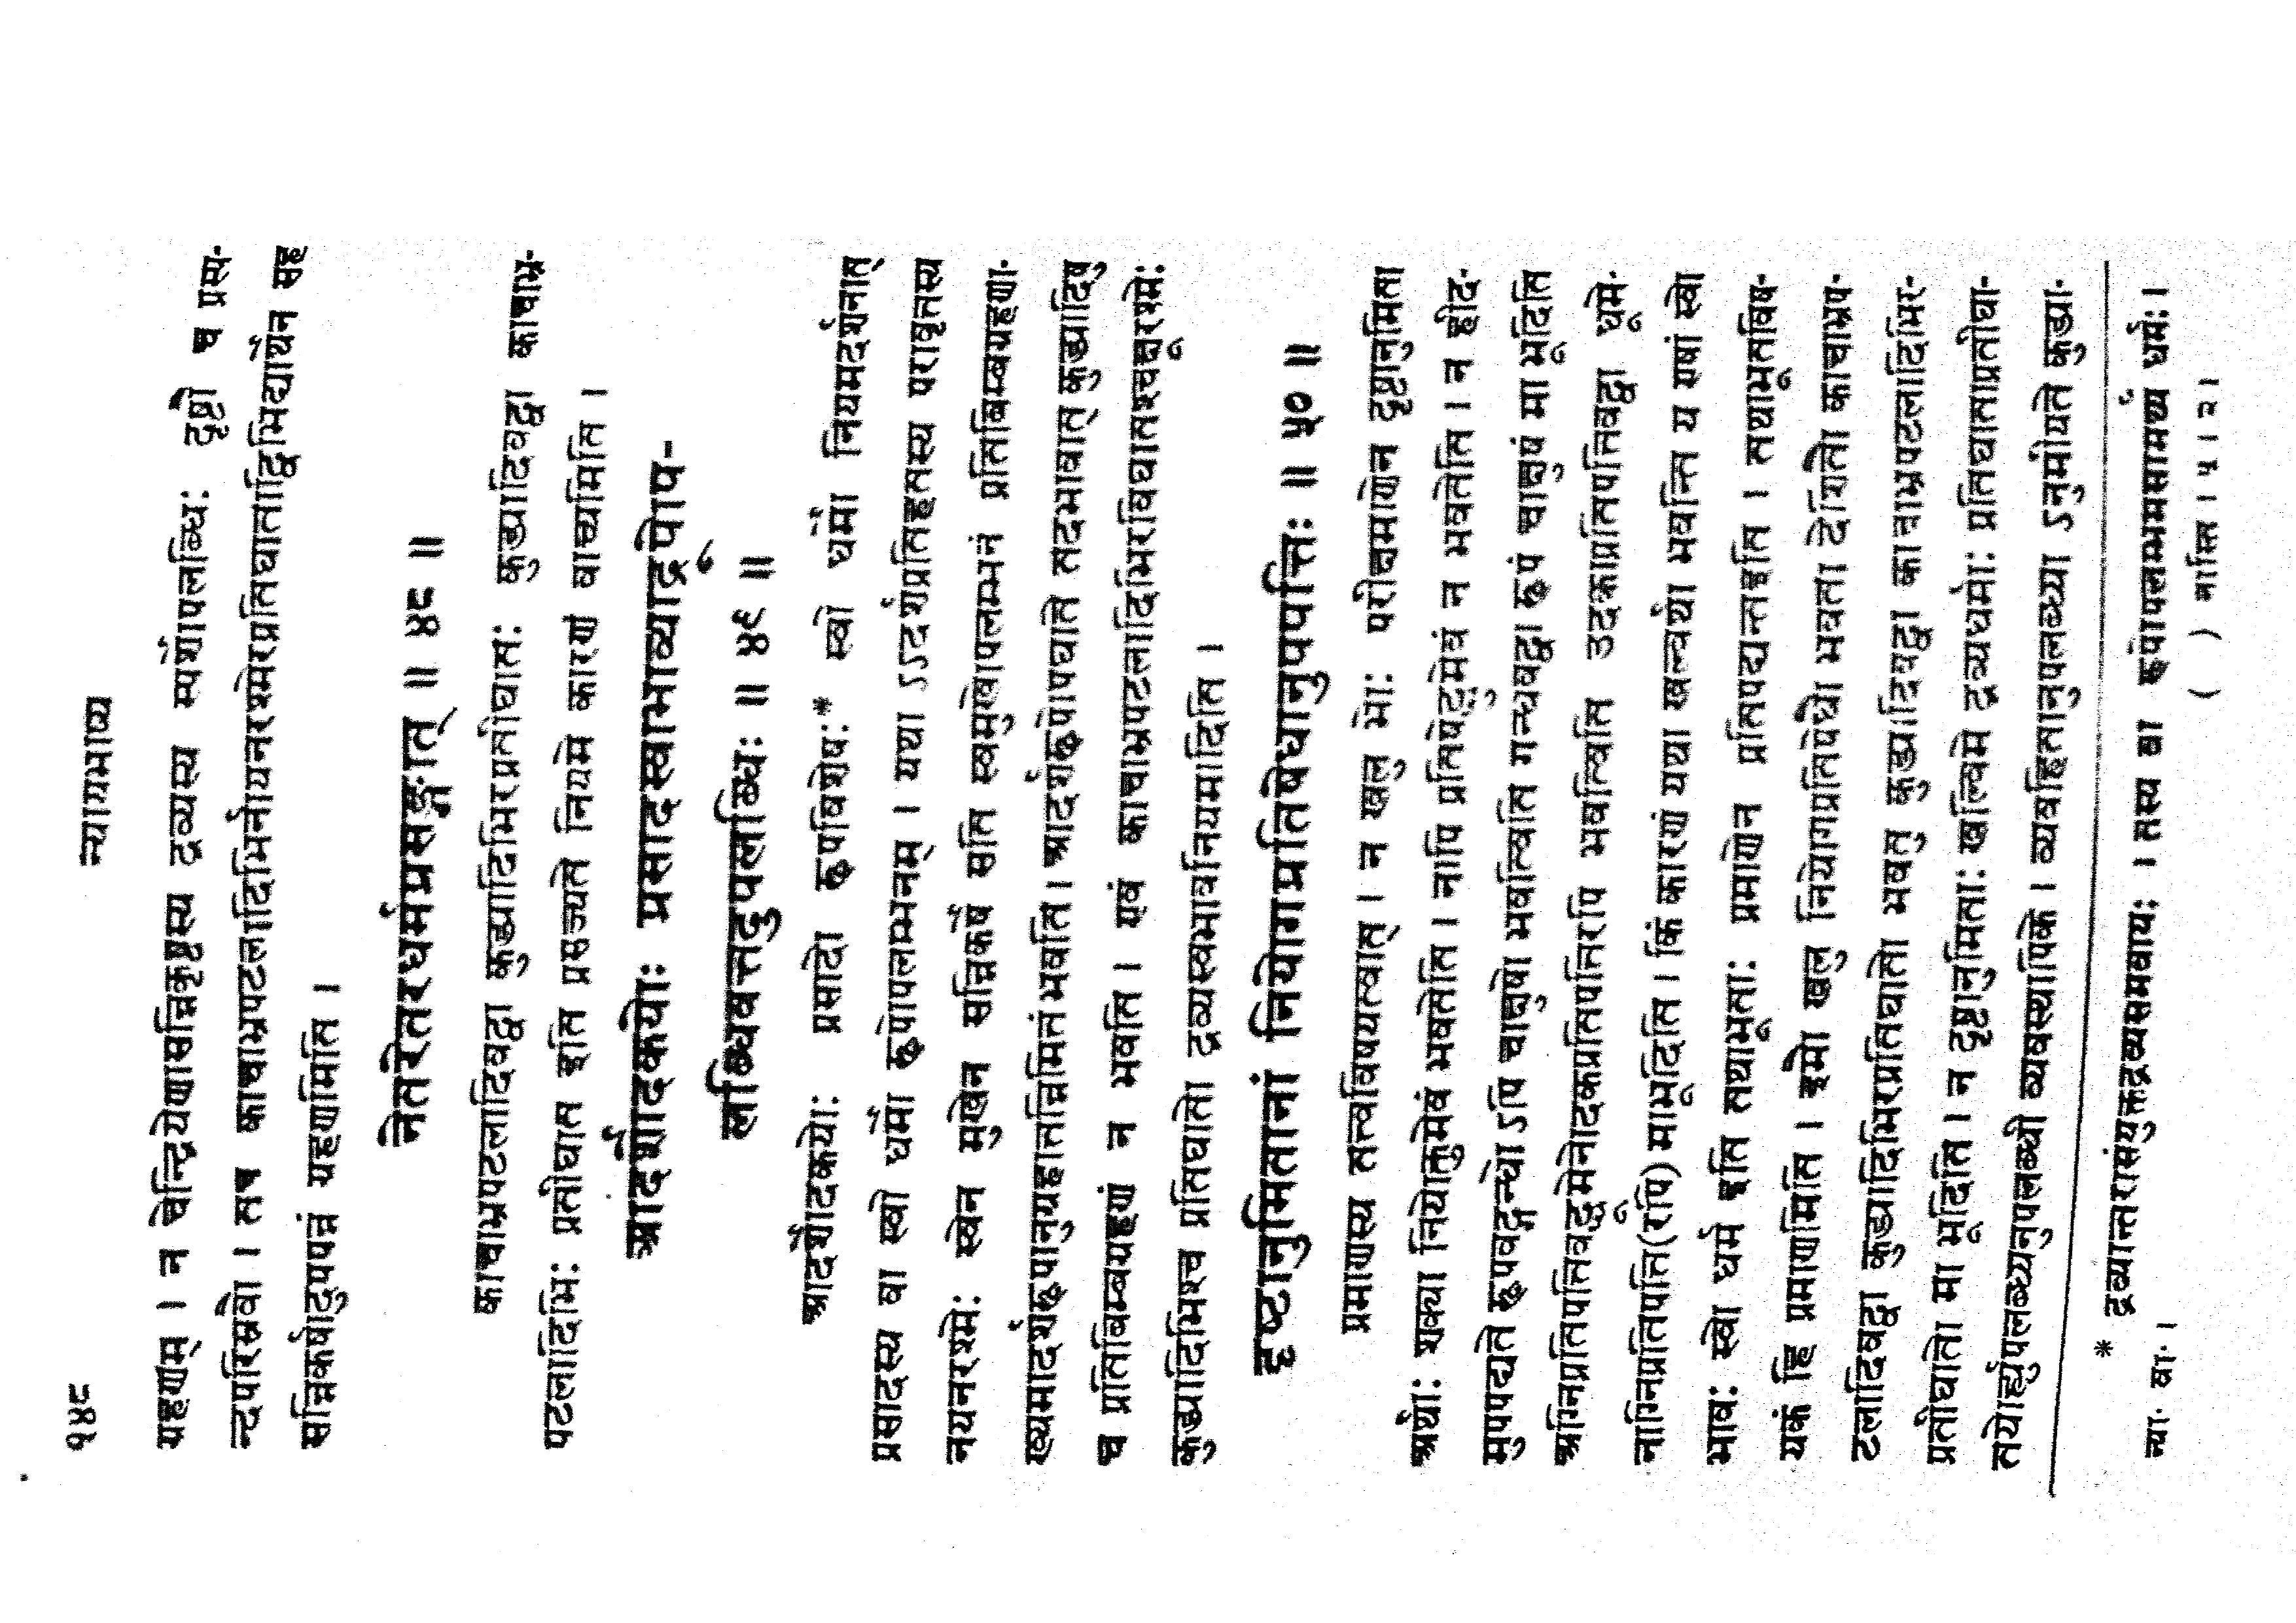 १४८ न्यायभाष्य
ग्रहणम् । न चेन्द्रियेणासन्निकृष्टस्य द्रव्यस्य स्पर्शोपलब्धिः दृष्टौ च प्रस्प-
न्दपरिस्रवौ । तच काचाभ्रपटलादिभिर्नायनरश्मेरप्रतिघाताद्विभिद्यार्थेन सह
सन्निकर्षादुपपन्नं ग्रहणमिति ।
नेतरेतरधर्मप्रसङ्गात् ॥ ४८ ॥
काचाभ्रपटलादिवद्वा कुड्यादिभिरप्रतीघातः कुड्यादिवद्वा काचाभ्र-
पटलादिभिः प्रतीघात इति प्रसज्यते नियमे कारणं वाच्यमिति ।
आदर्शोदकयोः प्रसादस्वाभाव्याद्रूपोप-
लब्धिवत्तदुपलब्धिः ॥ ४९ ॥
आदर्शोदकयोः प्रसादो रूपविशेषः* स्वो धर्मो नियमदर्शनात्
प्रसादस्य वा स्वो धर्मो रूपोपलम्भनम् । यथा ऽऽदर्शप्रतिहतस्य परावृत्तस्य
नयनरश्मेः स्वेन मुखेन सन्निकर्षे सति स्वमुखोपलम्भनं प्रतिबिम्बग्रहणा-
ख्यमादर्शरूपानुग्रहात्तन्निमित्तं भवति । आदर्शरूपोपघाते तदभावात् कुड्यादिषु
च प्रतिबिम्बग्रहणं न भवति । एवं काचाभ्रपटलादिभिरविघातश्चक्षूरश्मेः
कुड्यादिभिश्च प्रतिघातो द्रव्यस्वभावनियमादिति ।
दृष्टानुमितानां नियोगप्रतिषेधानुपपत्तिः ॥ ५० ॥
प्रमाणस्य तत्त्वविषयत्वात् । न खलु भोः परीक्षमाणेन दृष्टानुमिता
अर्थाः शक्या नियोक्तुमेवं भवतेति । नापि प्रतिषेद्धुमेवं न भवतेति । न हीद-
मुपपद्यते रूपवद्गन्धो ऽपि चाक्षुषो भवत्विति गन्धवद्वा रूपं चाक्षुषं मा भूदिति
अग्निप्रतिपत्तिवद्धूमेनोदकप्रतिपत्तिरपि भवत्विति उदकाप्रतिपत्तिवद्वा धूमे-
नाग्निप्रतिपत्ति(रपि) माभूदिति । किं कारणं यथा खल्वर्था भवन्ति य एषां स्वो
भावः स्वो धर्म इति तथाभूताः प्रमाणेन प्रतिपद्यन्तइति । तथाभूतविष-
यकं हि प्रमाणमिति । इमौ खलु नियोगप्रतिषेधौ भवता देशितौ काचाभ्रप-
टलादिवद्वा कुड्यादिभिरप्रतिघातो भवतु कुड्यादिवद्वा काचाभ्रपटलादिभिर-
प्रतीघातो मा भूदिति । न दृष्टानुमिताः खल्विमे द्रव्यधर्माः प्रतिघाताप्रतीघा-
तयोर्ह्युपलब्ध्यनुपलब्धी व्यवस्थापिके । व्यवहितानुपलब्ध्या ऽनुमीयते कुड्या-
* द्रव्यान्तरासंयुक्तद्रव्यसमवायः । तस्य वा रूपोपलम्भमसामर्थ्यं धर्मः ।
न्या॰ वा॰ ।
( ) नास्ति । ५ । २ ।